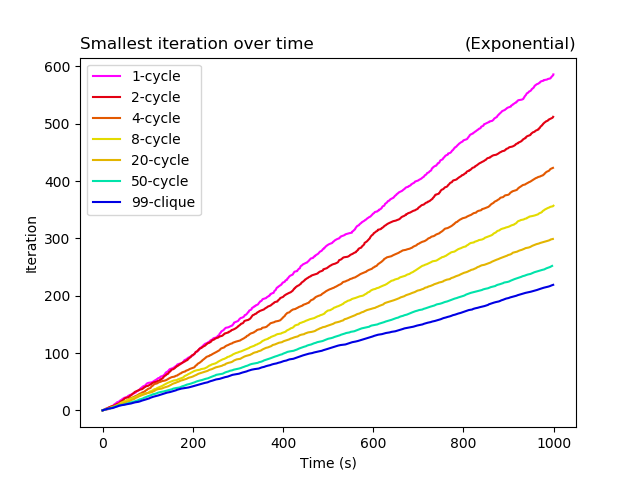 Smallest iteration over time (Exponential)
600
500
400
300
200
100
0
Iteration
1-cycle
2-cycle
4-cycle
8-cycle
20-cycle
50-cycle
99-clique
0 200 400 600 800 1000
Time (s)